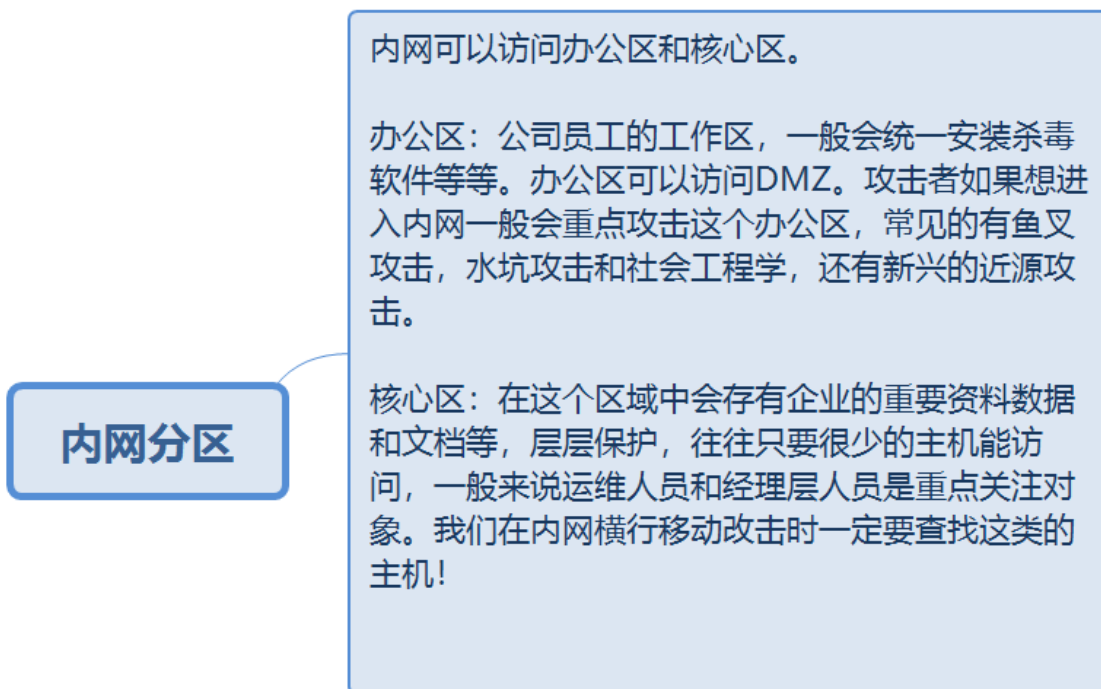 内网可以访问办公区和核心区。
办公区：公司员工的工作区，一般会统一安装杀毒
软件等等。办公区可以访问DMZ。攻击者如果想进
入内网一般会重点攻击这个办公区，常见的有鱼叉
攻击，水坑攻击和社会工程学，还有新兴的近源攻
击。
核心区：在这个区域中会存有企业的重要资料数据
和文档等，层层保护，往往只要很少的主机能访
问，一般来说运维人员和经理层人员是重点关注对
象。我们在内网横行移动改击时一定要查找这类的
主机！
内网分区